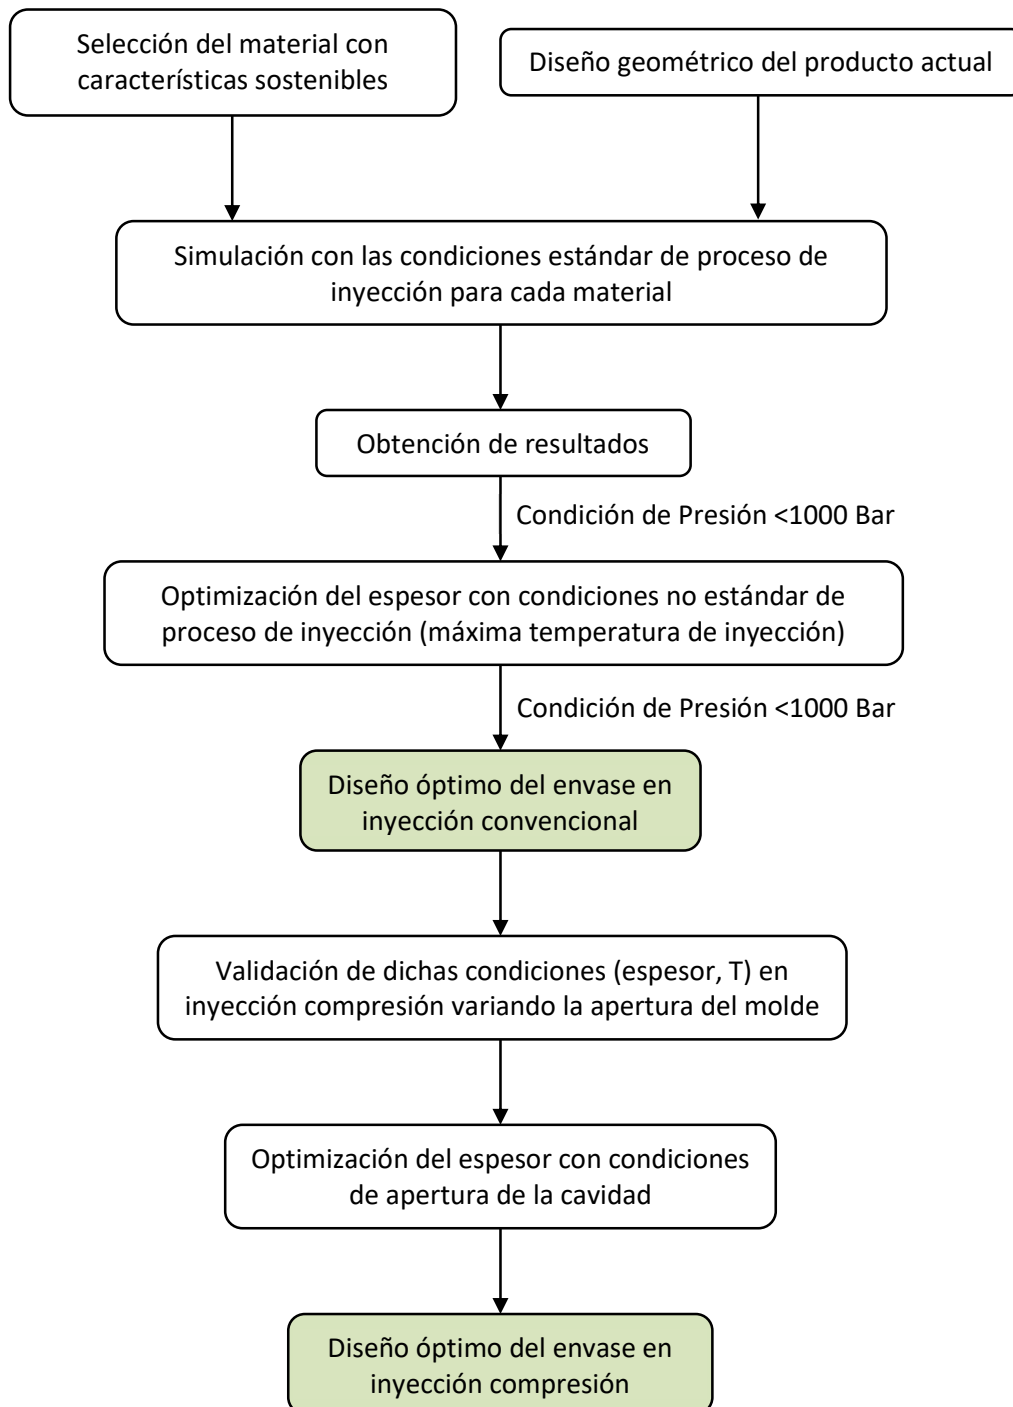 Selección del material con
características sostenibles
Diseño geométrico del producto actual
Simulación con las condiciones estándar de proceso de
inyección para cada material
Obtención de resultados
Condición de Presión <1000 Bar
Optimización del espesor con condiciones no estándar de
proceso de inyección (máxima temperatura de inyección)
Condición de Presión <1000 Bar
Diseño óptimo del envase en
inyección convencional
Validación de dichas condiciones (espesor, T) en
inyección compresión variando la apertura del molde
Optimización del espesor con condiciones
de apertura de la cavidad
Diseño óptimo del envase en
inyección compresión